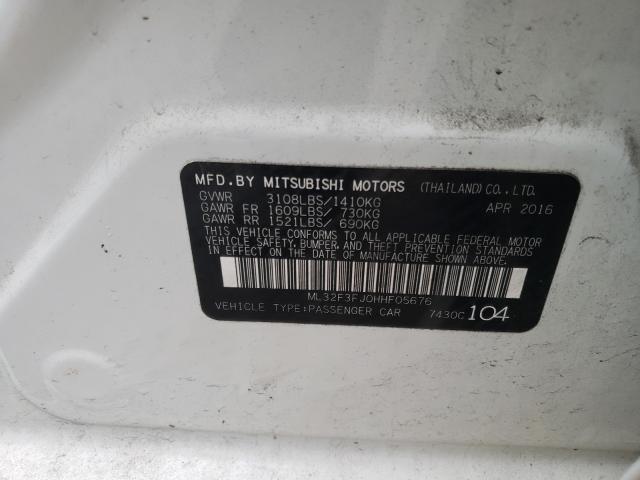 MFD. BY MITSUBISHI MOTORS (THAILAND) CO., LTD.
GVWR 3108LBS/1410KG APR 2016
GAWR FR 1609LBS/ 730KG
GAWR RR 1521LBS/ 690KG
THIS VEHICLE CONFORMS TO ALL APPLICABLE FEDERAL MOTOR
VEHICLE SAFETY, BUMPER, AND THEFT PREVENTION STANDARDS
IN EFFECT ON THE DATE OF MANUFACTURE SHOWN ABOVE.
ML32F3FJ0HHF05676
VEHICLE TYPE:PASSENGER CAR 7430C 104